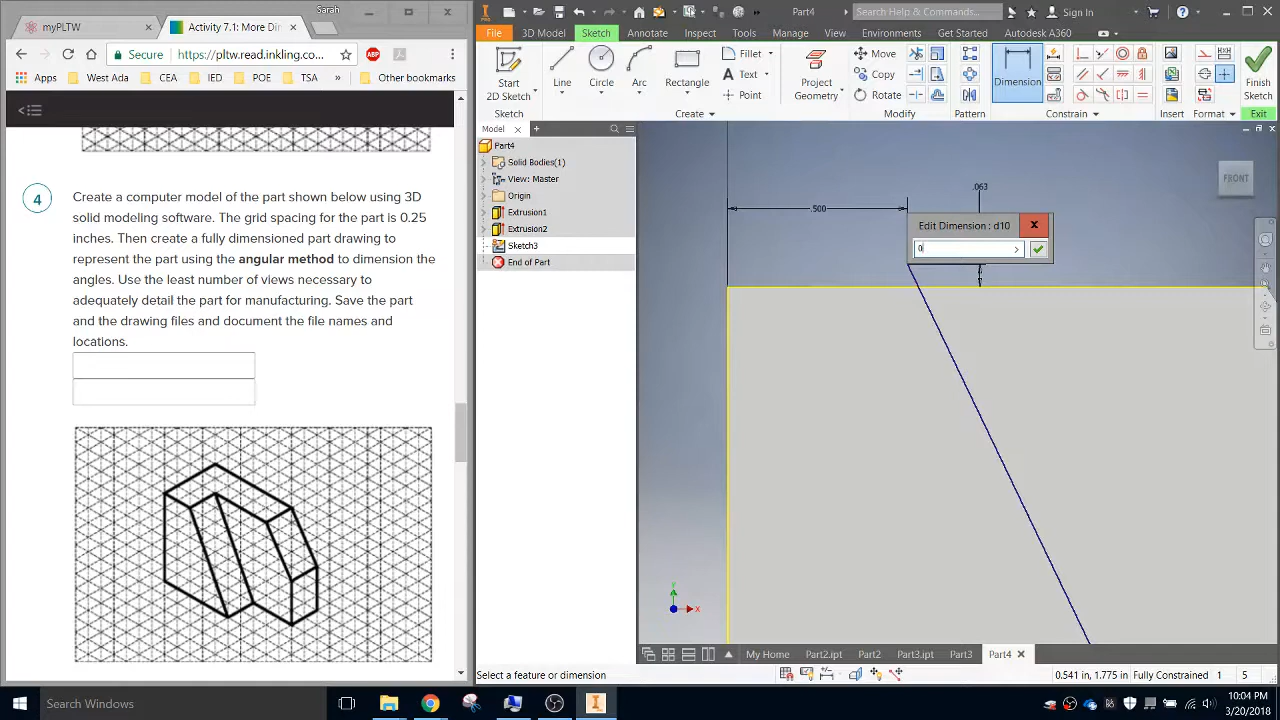 Sarah
myPLTW
Activity 7.1: More Dir
Secure
https://pltw.read.inkling.co...
ABP
Apps
West Ada
CEA
IED
POE
TSA
»
Other bookmarks
4
Create a computer model of the part shown below using 3D
solid modeling software. The grid spacing for the part is 0.25
inches. Then create a fully dimensioned part drawing to
represent the part using the angular method to dimension the
angles. Use the least number of views necessary to
adequately detail the part for manufacturing. Save the part
and the drawing files and document the file names and
locations.
Part4
Search Help & Commands...
Sign In
File
3D Model
Sketch
Annotate
Inspect
Tools
Manage
View
Environments
Get Started
Autodesk A360
Start
2D Sketch
Line
Circle
Arc
Rectangle
Fillet
Text
Point
Project
Geometry
Move
Copy
Rotate
Dimension
Finish
Sketch
Sketch
Create
Modify
Constrain
Insert
Format
Exit
Model
Part4
Solid Bodies(1)
View: Master
Origin
Extrusion1
Extrusion2
Sketch3
End of Part
.500
.063
Edit Dimension : d10
0
FRONT
Y
X
My Home
Part2.ipt
Part2
Part3.ipt
Part3
Part4
Select a feature or dimension
0.541 in, 1.775 in
Fully Constrained
1
5
Search Windows
10:04 PM
3/20/2018